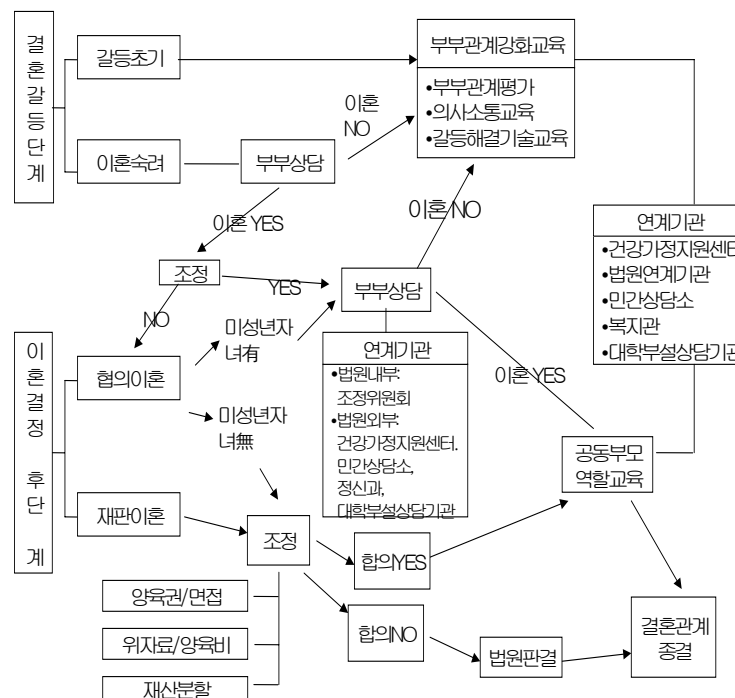 결혼갈등단계
갈등초기
이혼숙려
부부상담
이혼
NO
부부관계강화교육
•부부관계평가
•의사소통교육
•갈등해결기술교육
이혼 YES
이혼 NO
조정
YES
부부상담
NO
연계기관
•건강가정지원센터
•법원연계기관
•민간상담소
•복지관
•대학부설상담기관
이혼결정 후단계
협의이혼
미성년자
녀有
미성년자
녀無
연계기관
•법원내부:
조정위원회
•법원외부:
건강가정지원센터.
민간상담소,
정신과,
대학부설상담기관
이혼 YES
공동부모
역할교육
재판이혼
조정
합의YES
합의NO
양육권/면접
위자료/양육비
재산분할
법원판결
결혼관계
종결